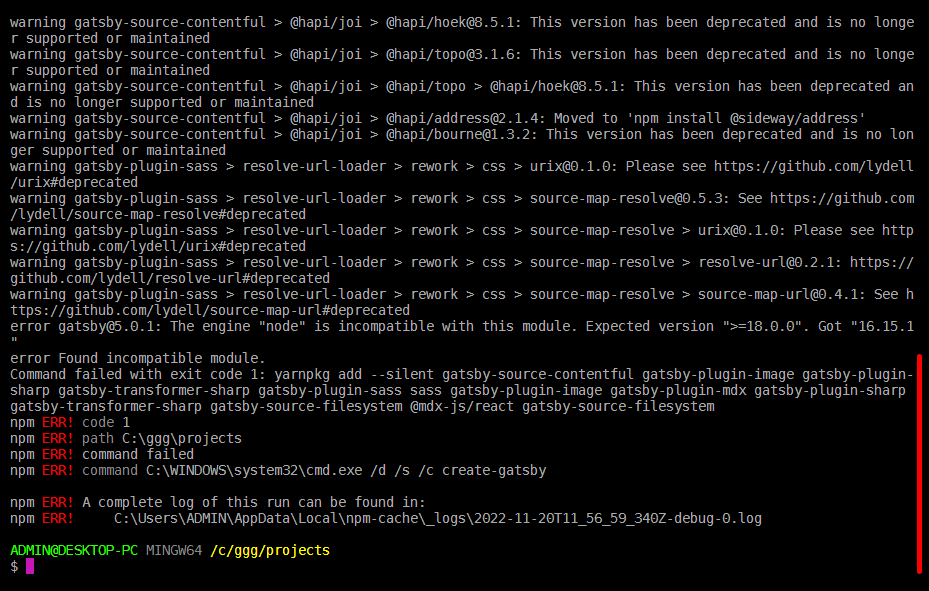 warning gatsby-source-contentful > @hapi/joi > @hapi/hoek@8.5.1: This version has been deprecated and is no longe
r supported or maintained
warning gatsby-source-contentful > @hapi/joi > @hapi/topo@3.1.6: This version has been deprecated and is no longe
r supported or maintained
warning gatsby-source-contentful > @hapi/joi > @hapi/topo > @hapi/hoek@8.5.1: This version has been deprecated an
d is no longer supported or maintained
warning gatsby-source-contentful > @hapi/joi > @hapi/address@2.1.4: Moved to 'npm install @sideway/address'
warning gatsby-source-contentful > @hapi/joi > @hapi/bourne@1.3.2: This version has been deprecated and is no lon
ger supported or maintained
warning gatsby-plugin-sass > resolve-url-loader > rework > css > urix@0.1.0: Please see https://github.com/lydell
/urix#deprecated
warning gatsby-plugin-sass > resolve-url-loader > rework > css > source-map-resolve@0.5.3: See https://github.com
/lydell/source-map-resolve#deprecated
warning gatsby-plugin-sass > resolve-url-loader > rework > css > source-map-resolve > urix@0.1.0: Please see http
s://github.com/lydell/urix#deprecated
warning gatsby-plugin-sass > resolve-url-loader > rework > css > source-map-resolve > resolve-url@0.2.1: https://
github.com/lydell/resolve-url#deprecated
warning gatsby-plugin-sass > resolve-url-loader > rework > css > source-map-resolve > source-map-url@0.4.1: See h
ttps://github.com/lydell/source-map-url#deprecated
error gatsby@5.0.1: The engine "node" is incompatible with this module. Expected version ">=18.0.0". Got "16.15.1
"
error Found incompatible module.
Command failed with exit code 1: yarnpkg add --silent gatsby-source-contentful gatsby-plugin-image gatsby-plugin-
sharp gatsby-transformer-sharp gatsby-plugin-sass sass gatsby-plugin-image gatsby-plugin-mdx gatsby-plugin-sharp
gatsby-transformer-sharp gatsby-source-filesystem @mdx-js/react gatsby-source-filesystem
npm ERR! code 1
npm ERR! path C:\ggg\projects
npm ERR! command failed
npm ERR! command C:\WINDOWS\system32\cmd.exe /d /s /c create-gatsby
npm ERR! A complete log of this run can be found in:
npm ERR!     C:\Users\ADMIN\AppData\Local\npm-cache\_logs\2022-11-20T11_56_59_340Z-debug-0.log
ADMIN@DESKTOP-PC MINGW64 /c/ggg/projects
$